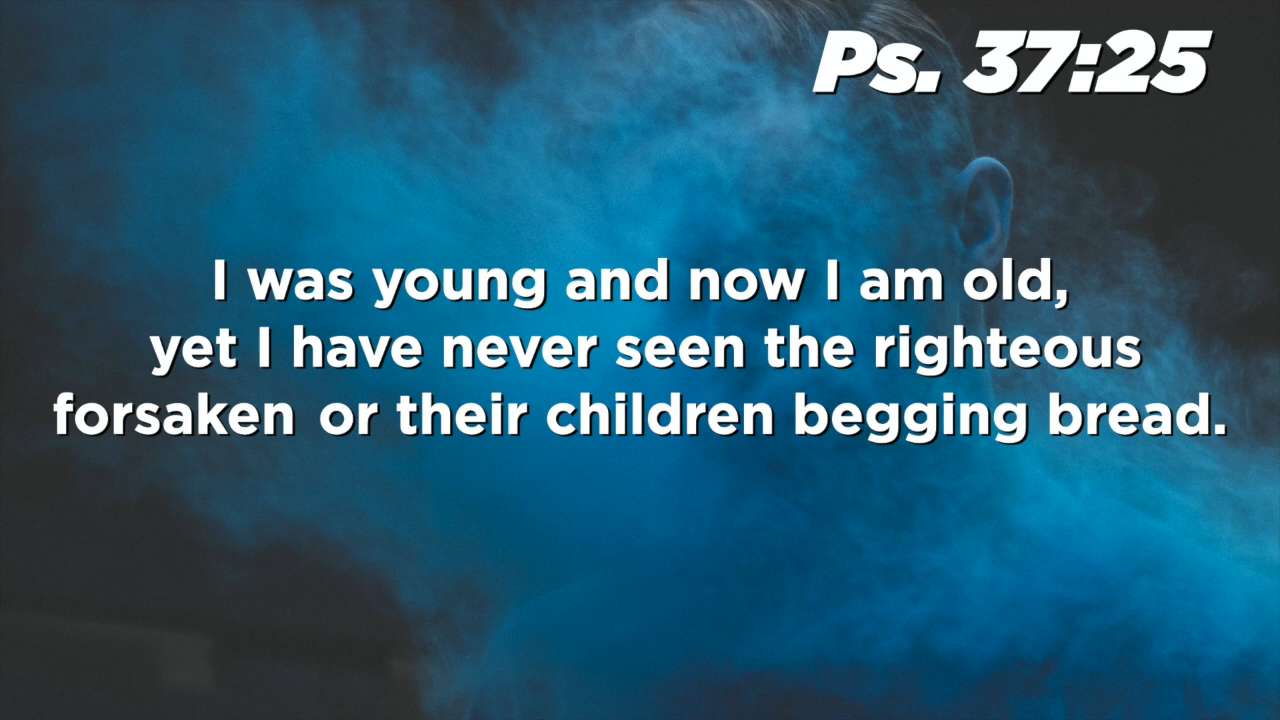 Ps. 37:25
I was young and now I am old,
yet I have never seen the righteous
forsaken or their children begging bread.